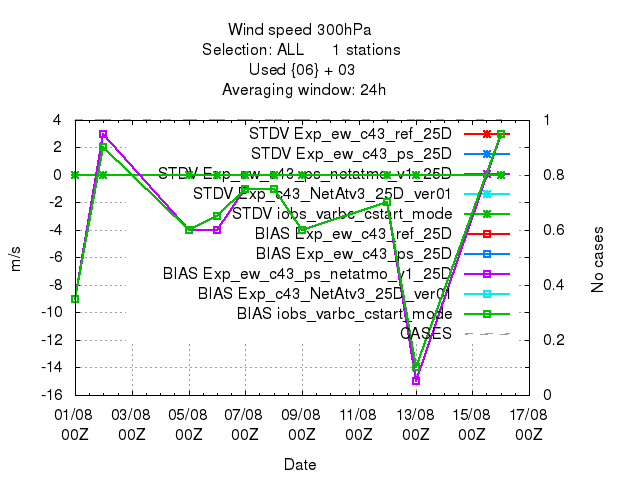 Wind speed 300hPa
Selection: ALL 1 stations
Used {06} + 03
Averaging window: 24h
4
2
0
-2
-4
-6
-8
-10
-12
-14
-16
m/s
1
0.8
0.6
0.4
0.2
0
No cases
STDV Exp_ew_c43_ref_25D
STDV Exp_ew_c43_ps_25D
STDV Exp_ew_c43_ps_netatmo_v1_25D
STDV Exp_c43_NetAtv3_25D_ver01
STDV iobs_varbc_cstart_mode
BIAS Exp_ew_c43_ref_25D
BIAS Exp_ew_c43_ps_25D
BIAS Exp_ew_c43_ps_netatmo_v1_25D
BIAS Exp_c43_NetAtv3_25D_ver01
BIAS iobs_varbc_cstart_mode
CASES
01/08 03/08 05/08 07/08 09/08 11/08 13/08 15/08 17/08
00Z 00Z 00Z 00Z 00Z 00Z 00Z 00Z 00Z
Date